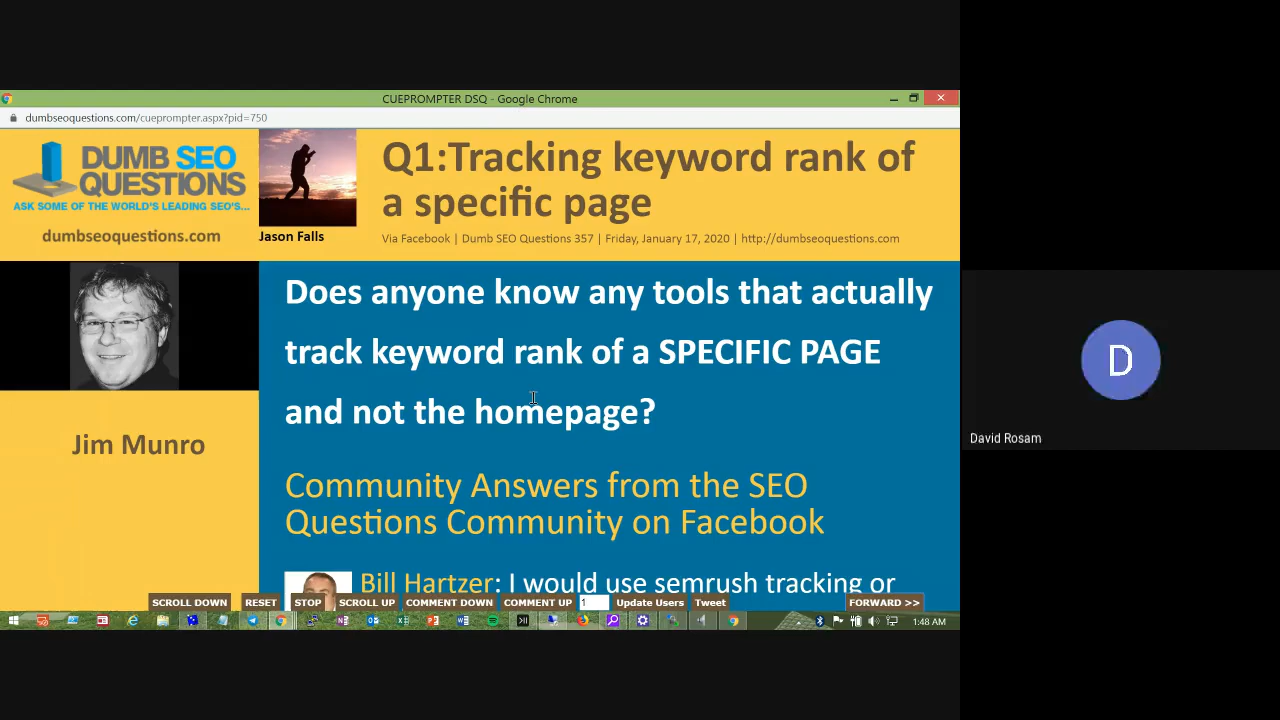 CUEPROMPTER DSQ - Google Chrome
dumbseoquestions.com/cueprompter.aspx?pid=750
DUMB SEO
QUESTIONS
ASK SOME OF THE WORLD'S LEADING SEO'S...
dumbseoquestions.com
Jason Falls
Q1:Tracking keyword rank of
a specific page
Via Facebook | Dumb SEO Questions 357 | Friday, January 17, 2020 | http://dumbseoquestions.com
Jim Munro
Does anyone know any tools that actually
track keyword rank of a SPECIFIC PAGE
and not the homepage?
Community Answers from the SEO
Questions Community on Facebook
Bill Hartzer: I would use semrush tracking or
SCROLL DOWN RESET STOP SCROLL UP COMMENT DOWN COMMENT UP 1 Update Users Tweet FORWARD >>
1:48 AM
D
David Rosam